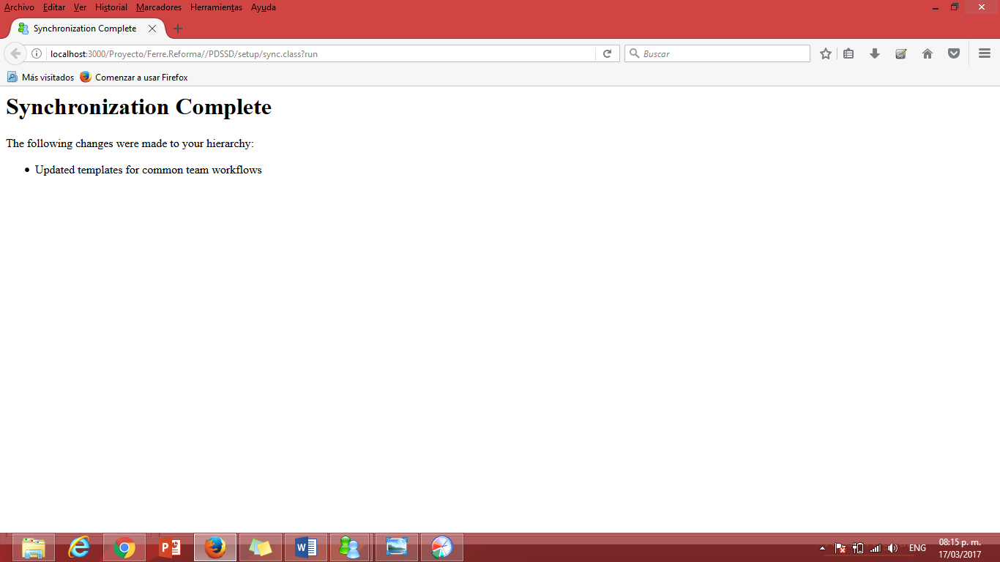 Archivo Editar Ver Historial Marcadores Herramientas Ayuda
Synchronization Complete
localhost:3000/Proyecto/Ferre.Reforma//PDSSD/setup/sync.class?run
Buscar
Más visitados Comenzar a usar Firefox
Synchronization Complete
The following changes were made to your hierarchy:
• Updated templates for common team workflows
ENG
08:15 p. m.
17/03/2017